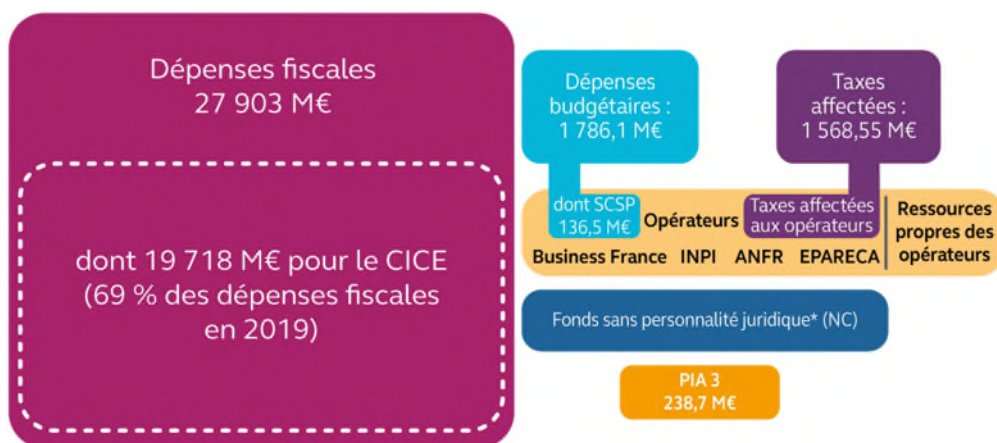 Dépenses fiscales
27 903 M€
dont 19 718 M€ pour le CICE
(69 % des dépenses fiscales
en 2019)
Dépenses
budgétaires :
1 786,1 M€
Taxes
affectées :
1 568,55 M€
dont SCSP
136,5 M€
Opérateurs
Taxes affectées
aux opérateurs
Ressources
propres des
opérateurs
Business France INPI ANFR EPARECA
Fonds sans personnalité juridique* (NC)
PIA 3
238,7 M€